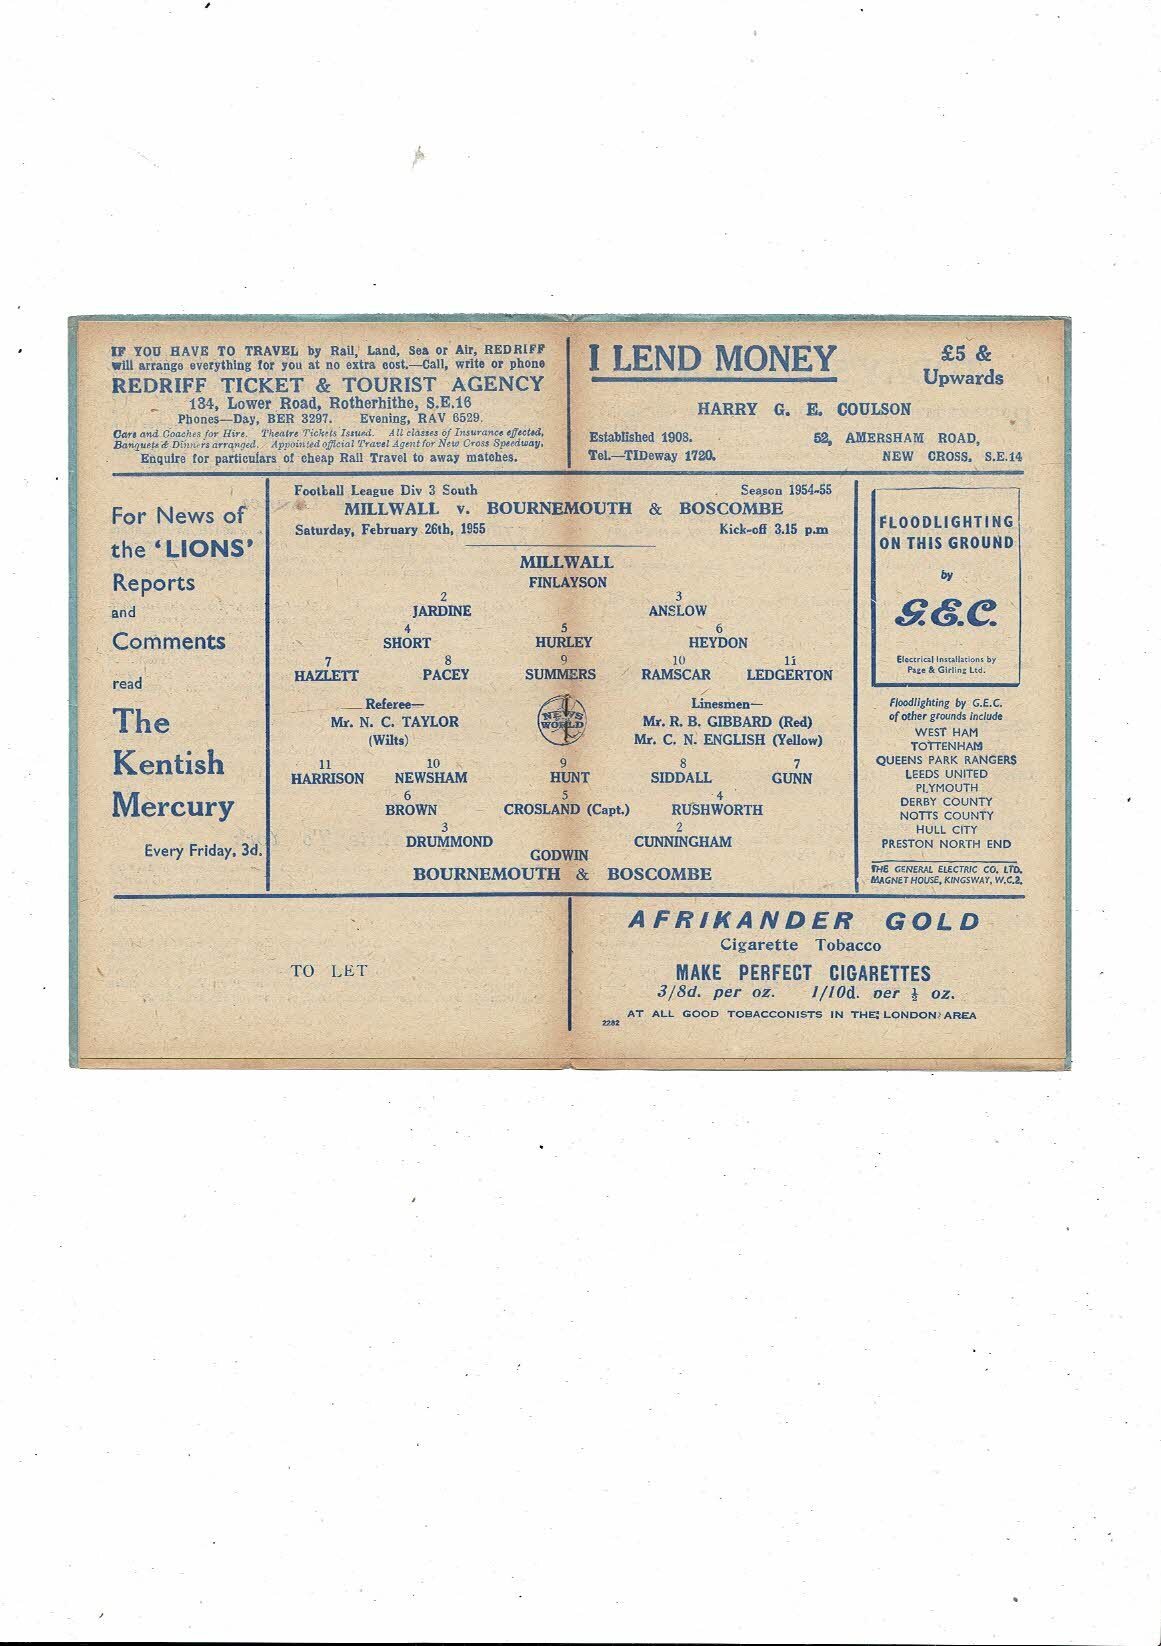 IF YOU HAVE TO TRAVEL by Rail, Land, Sea or Air, REDRIFF
will arrange everything for you at no extra cost.—Call, write or phone
REDRIFF TICKET & TOURIST AGENCY
134, Lower Road, Rotherhithe, S.E.16
Phones—Day, BER 3297. Evening, RAV 6529.
Cars and Coaches for Hire. Theatre Tickets Issued. All classes of Insurance effected,
Banquets & Dinners arranged. Appointed official Travel Agent for New Cross Speedway,
Enquire for particulars of cheap Rail Travel to away matches.
I LEND MONEY
£5 &
Upwards
HARRY G. E. COULSON
Established 1908. 52, AMERSHAM ROAD,
Tel.—TIDeway 1720. NEW CROSS, S.E.14
For News of
the 'LIONS'
Reports
and
Comments
read
The
Kentish
Mercury
Every Friday, 3d.
Football League Div 3 South Season 1954-55
MILLWALL v. BOURNEMOUTH & BOSCOMBE
Saturday, February 26th, 1955 Kick-off 3.15 p.m
MILLWALL
FINLAYSON
2 3
JARDINE ANSLOW
4 5 6
SHORT HURLEY HEYDON
7 8 9 10 11
HAZLETT PACEY SUMMERS RAMSCAR LEDGERTON
Referee— Linesmen—
Mr. N. C. TAYLOR Mr. R. B. GIBBARD (Red)
(Wilts) Mr. C. N. ENGLISH (Yellow)
NEWS
WORLD
11 10 9 8 7
HARRISON NEWSHAM HUNT SIDDALL GUNN
6 5 4
BROWN CROSLAND (Capt.) RUSHWORTH
3 2
DRUMMOND CUNNINGHAM
GODWIN
BOURNEMOUTH & BOSCOMBE
FLOODLIGHTING
ON THIS GROUND
by
G.E.C.
Electrical Installations by
Page & Girling Ltd.
Floodlighting by G.E.C.
of other grounds include
WEST HAM
TOTTENHAM
QUEENS PARK RANGERS
LEEDS UNITED
PLYMOUTH
DERBY COUNTY
NOTTS COUNTY
HULL CITY
PRESTON NORTH END
THE GENERAL ELECTRIC CO. LTD.
MAGNET HOUSE, KINGSWAY, W.C.2.
TO LET
AFRIKANDER GOLD
Cigarette Tobacco
MAKE PERFECT CIGARETTES
3/8d. per oz. 1/10d. per ½ oz.
AT ALL GOOD TOBACCONISTS IN THE LONDON AREA
2282